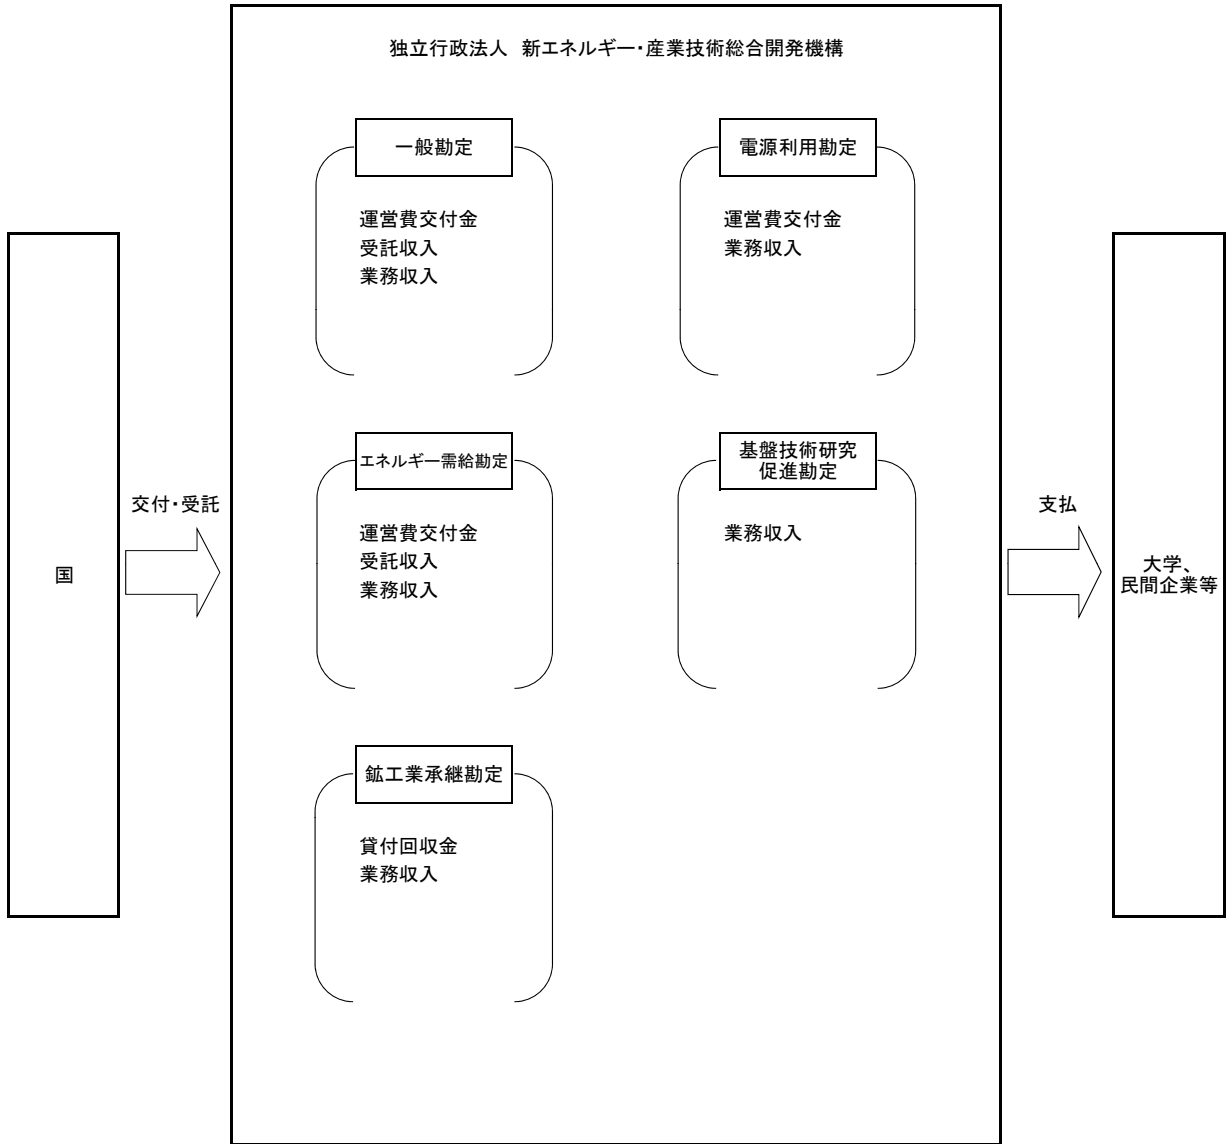 独立行政法人 新エネルギー・産業技術総合開発機構
一般勘定
運営費交付金
受託収入
業務収入
電源利用勘定
運営費交付金
業務収入
エネルギー需給勘定
運営費交付金
受託収入
業務収入
基盤技術研究
促進勘定
業務収入
鉱工業承継勘定
貸付回収金
業務収入
国
交付・受託
支払
大学、
民間企業等